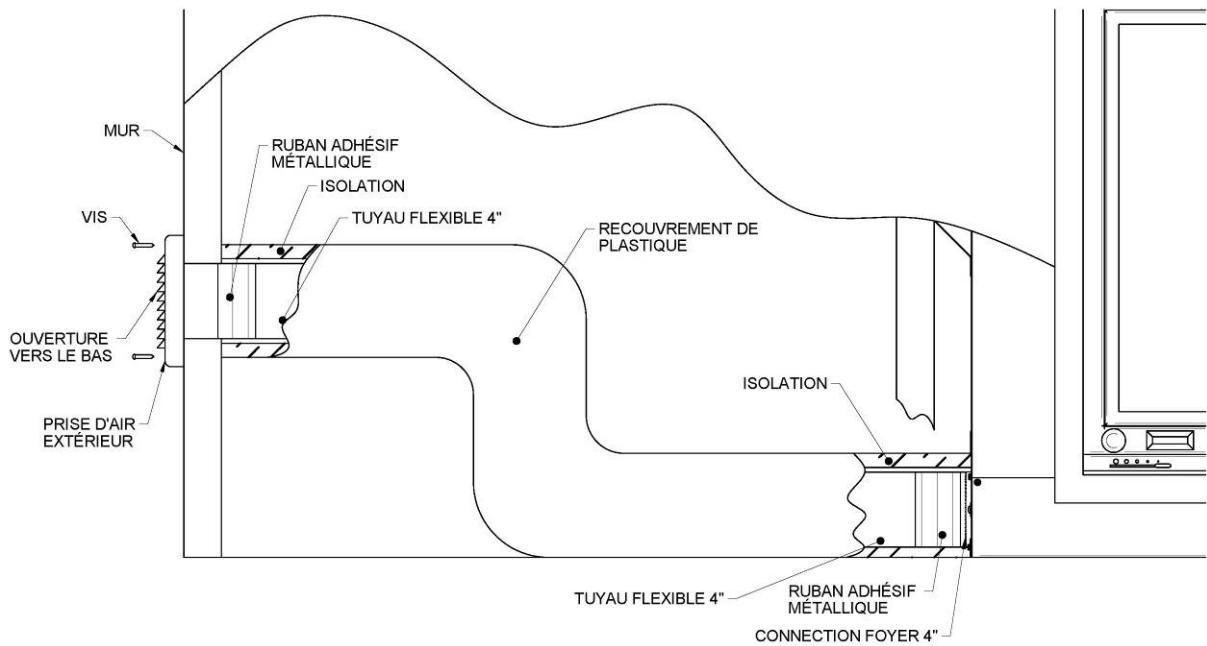 MUR
RUBAN ADHÉSIF
MÉTALLIQUE
ISOLATION
VIS
TUYAU FLEXIBLE 4"
RECOUVREMENT DE
PLASTIQUE
OUVERTURE
VERS LE BAS
PRISE D'AIR
EXTÉRIEUR
ISOLATION
TUYAU FLEXIBLE 4"
RUBAN ADHÉSIF
MÉTALLIQUE
CONNECTION FOYER 4"